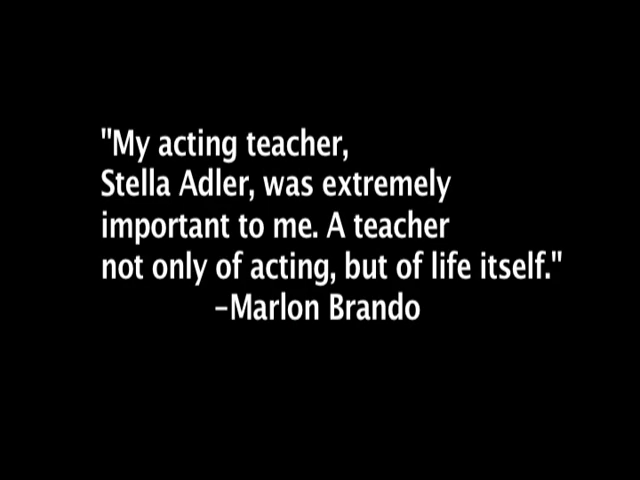 "My acting teacher,
Stella Adler, was extremely
important to me. A teacher
not only of acting, but of life itself."
–Marlon Brando